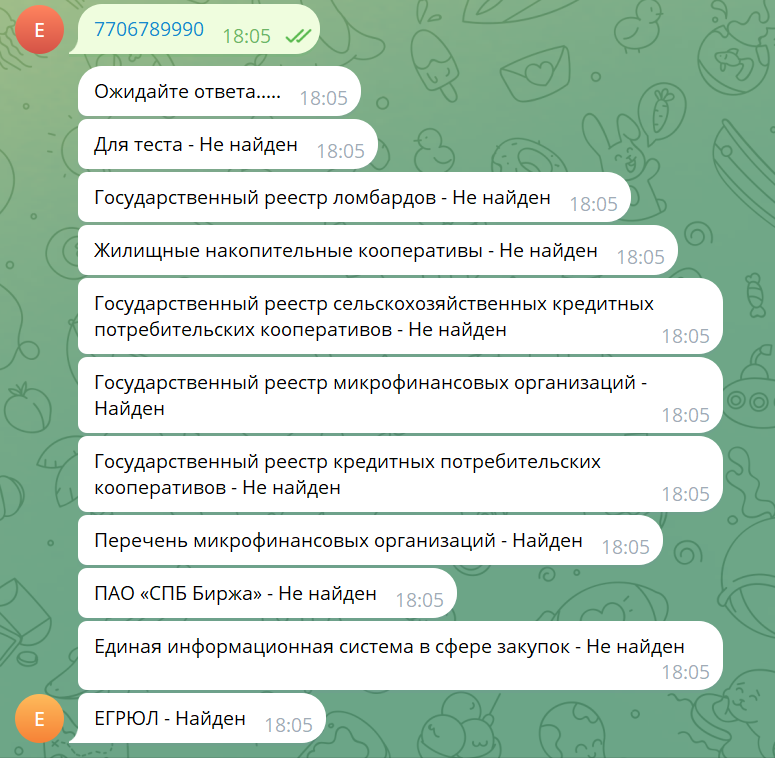 Е
7706789990 18:05
Ожидайте ответа..... 18:05
Для теста - Не найден 18:05
Государственный реестр ломбардов - Не найден 18:05
Жилищные накопительные кооперативы - Не найден 18:05
Государственный реестр сельскохозяйственных кредитных
потребительских кооперативов - Не найден 18:05
Государственный реестр микрофинансовых организаций -
Найден 18:05
Государственный реестр кредитных потребительских
кооперативов - Не найден 18:05
Перечень микрофинансовых организаций - Найден 18:05
ПАО «СПБ Биржа» - Не найден 18:05
Единая информационная система в сфере закупок - Не найден
18:05
Е
ЕГРЮЛ - Найден 18:05